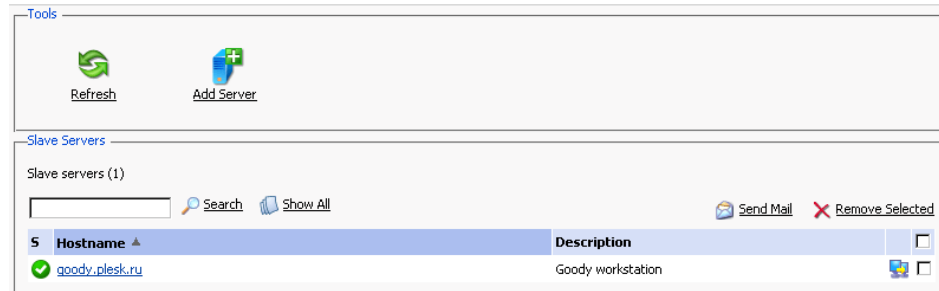 Tools
Refresh Add Server
Slave Servers
Slave servers (1)
Search Show All Send Mail Remove Selected
S Hostname Description
goody.plesk.ru Goody workstation